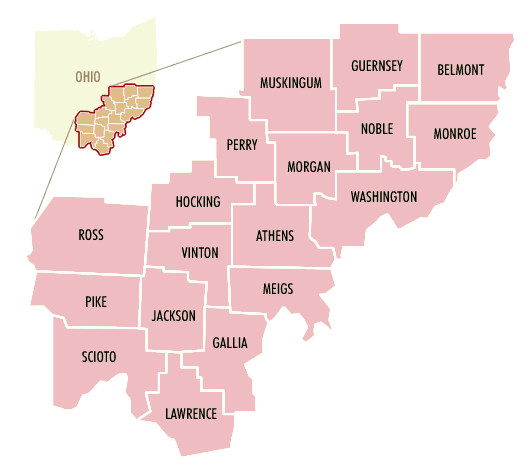 OHIO
GUERNSEY
BELMONT
MUSKINGUM
NOBLE
MONROE
PERRY
MORGAN
WASHINGTON
HOCKING
ROSS
ATHENS
VINTON
MEIGS
PIKE
JACKSON
GALLIA
SCIOTO
LAWRENCE